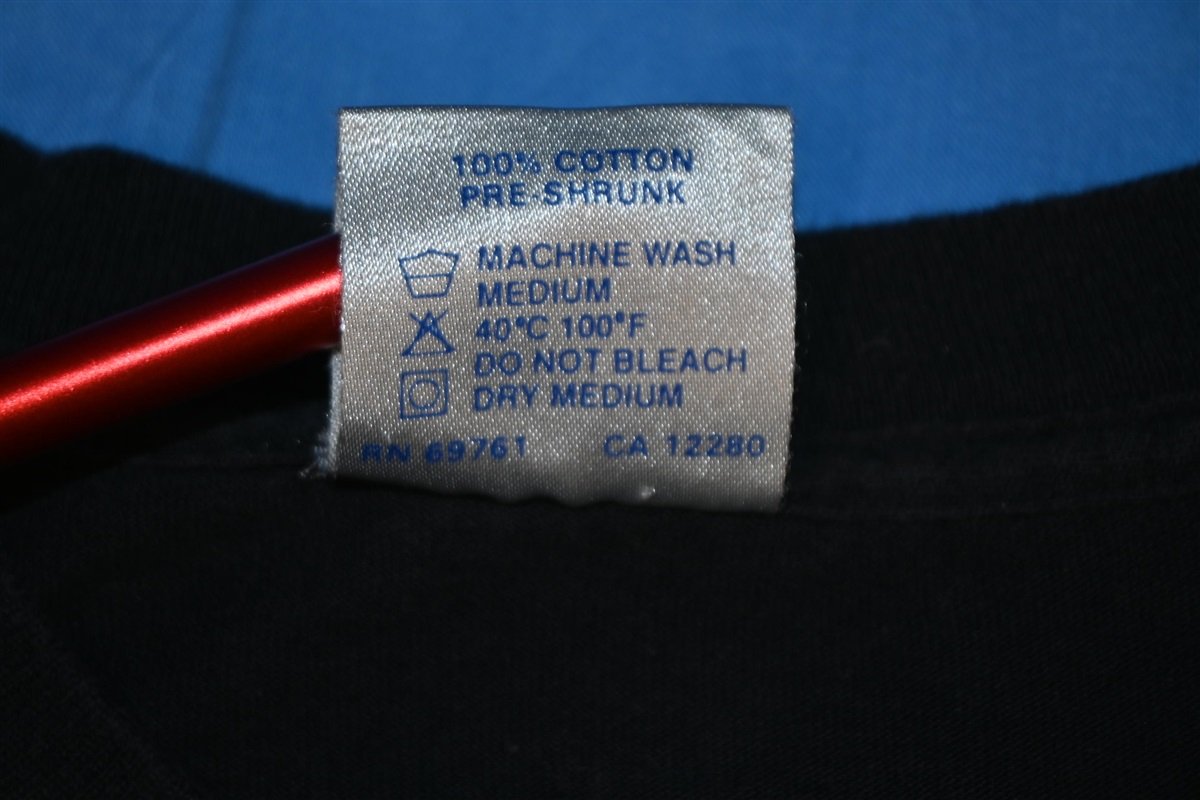 100% COTTON
PRE-SHRUNK
MACHINE WASH
MEDIUM
40°C 100°F
DO NOT BLEACH
DRY MEDIUM
RN 69761 CA 12280